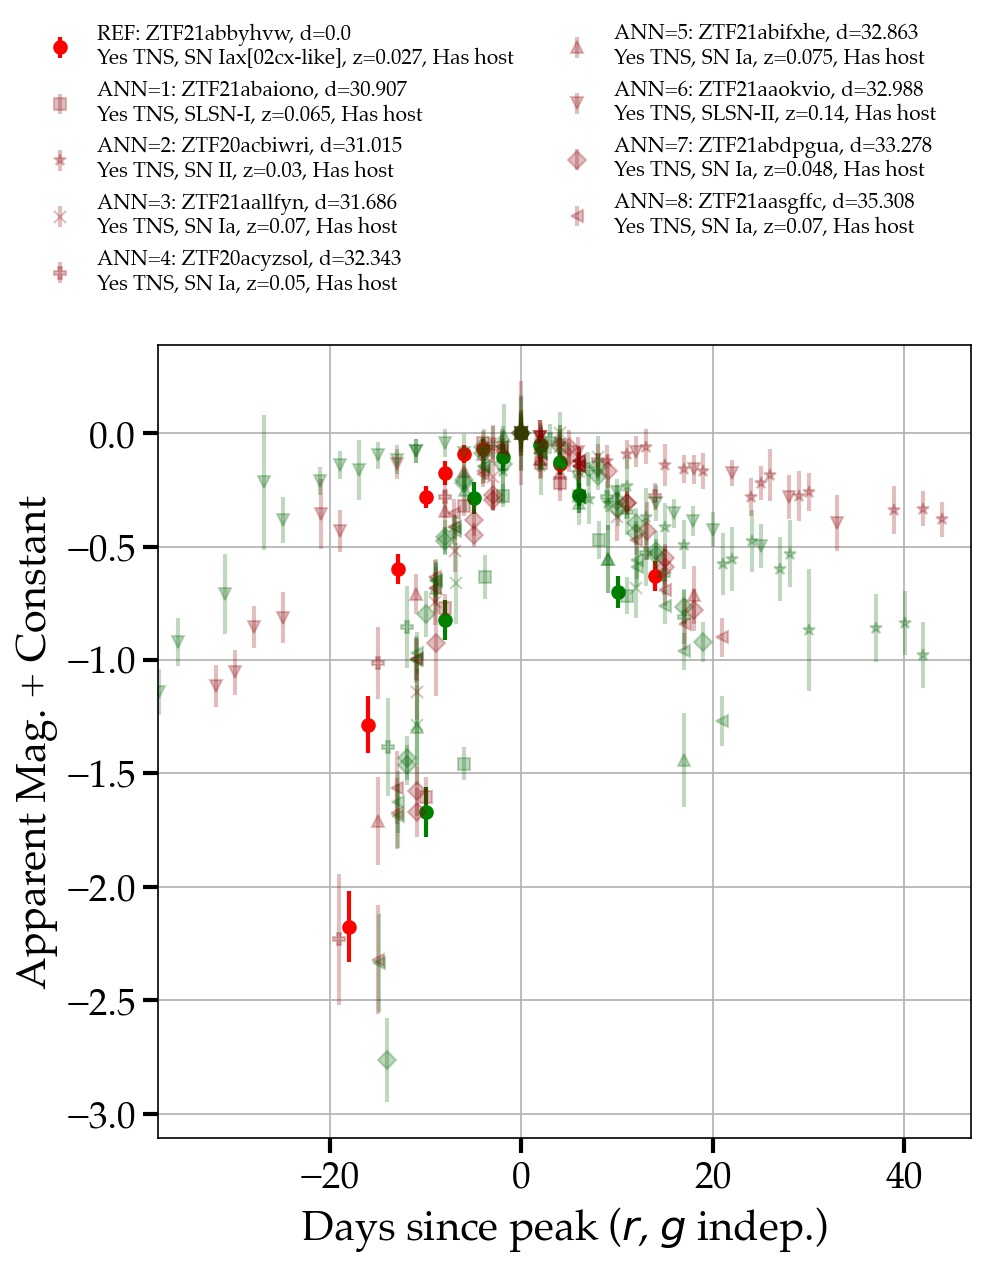 REF: ZTF21abbyhvw, d=0.0
Yes TNS, SN Iax[02cx-like], z=0.027, Has host
ANN=1: ZTF21abaiono, d=30.907
Yes TNS, SLSN-I, z=0.065, Has host
ANN=2: ZTF20acbiwri, d=31.015
Yes TNS, SN II, z=0.03, Has host
ANN=3: ZTF21aallfyn, d=31.686
Yes TNS, SN Ia, z=0.07, Has host
ANN=4: ZTF20acyzsol, d=32.343
Yes TNS, SN Ia, z=0.05, Has host
ANN=5: ZTF21abifxhe, d=32.863
Yes TNS, SN Ia, z=0.075, Has host
ANN=6: ZTF21aaokvio, d=32.988
Yes TNS, SLSN-II, z=0.14, Has host
ANN=7: ZTF21abdpgua, d=33.278
Yes TNS, SN Ia, z=0.048, Has host
ANN=8: ZTF21aasgffc, d=35.308
Yes TNS, SN Ia, z=0.07, Has host
Apparent Mag. + Constant
0.0
−0.5
−1.0
−1.5
−2.0
−2.5
−3.0
−20
0
20
40
Days since peak (r, g indep.)